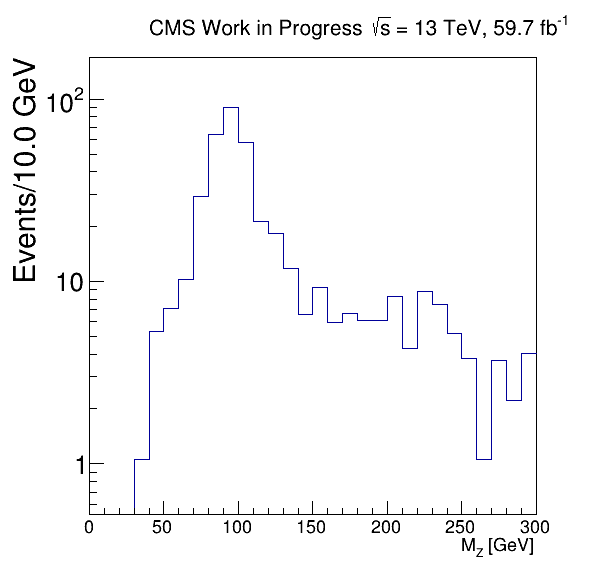 CMS Work in Progress √s = 13 TeV, 59.7 fb⁻¹
Events/10.0 GeV
10²
10
1
0 50 100 150 200 250 300
M_Z [GeV]